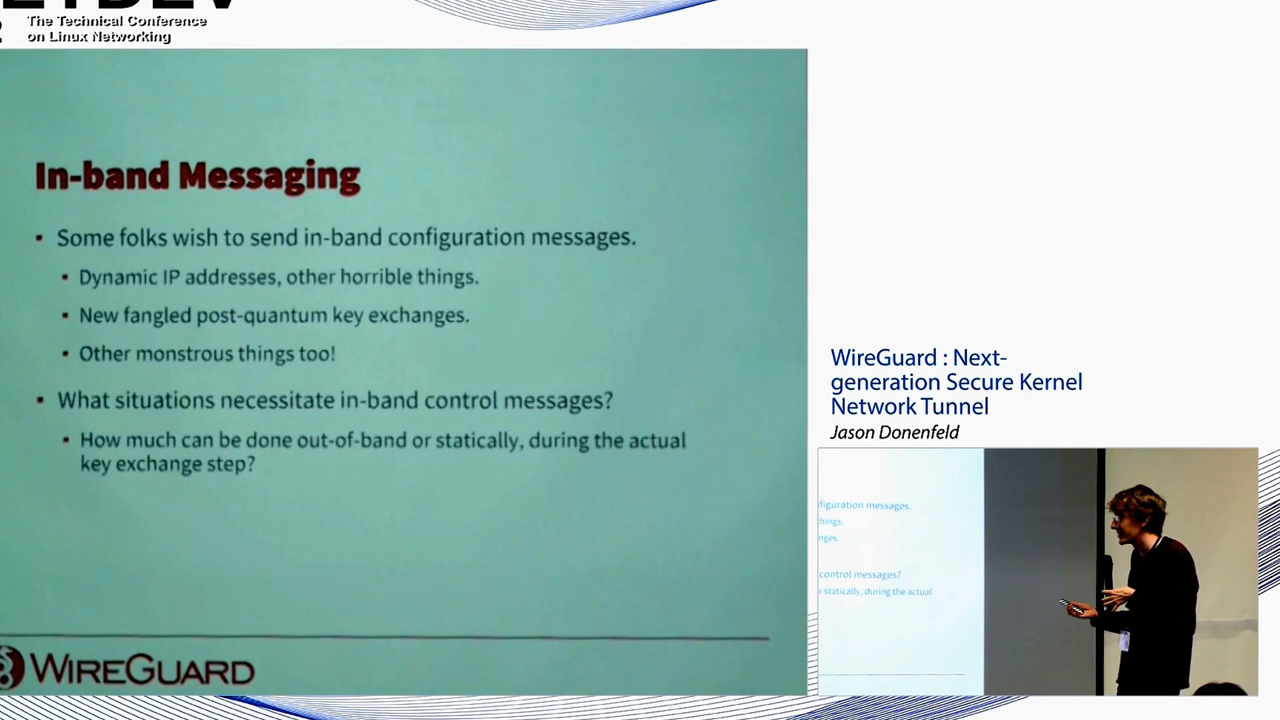 The Technical Conference
on Linux Networking
In-band Messaging
▪ Some folks wish to send in-band configuration messages.
▪ Dynamic IP addresses, other horrible things.
▪ New fangled post-quantum key exchanges.
▪ Other monstrous things too!
▪ What situations necessitate in-band control messages?
▪ How much can be done out-of-band or statically, during the actual
key exchange step?
WIREGUARD
WireGuard : Next-
generation Secure Kernel
Network Tunnel
Jason Donenfeld
figuration messages.
things.
nges.
control messages?
r statically, during the actual